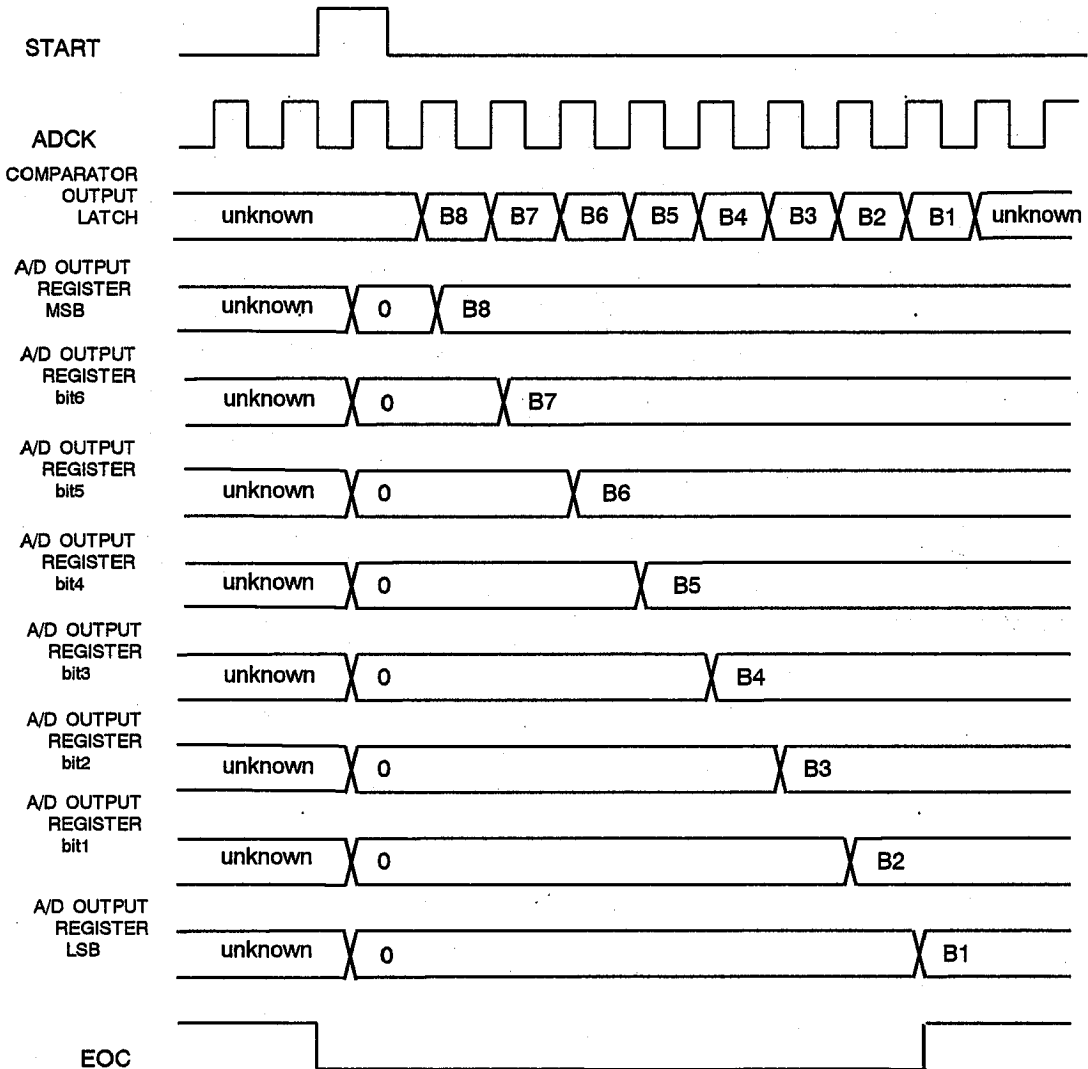 START
ADCK
COMPARATOR
OUTPUT
LATCH
unknown B8 B7 B6 B5 B4 B3 B2 B1 unknown
A/D OUTPUT
REGISTER
MSB
unknown 0 B8
A/D OUTPUT
REGISTER
bit6
unknown 0 B7
A/D OUTPUT
REGISTER
bit5
unknown 0 B6
A/D OUTPUT
REGISTER
bit4
unknown 0 B5
A/D OUTPUT
REGISTER
bit3
unknown 0 B4
A/D OUTPUT
REGISTER
bit2
unknown 0 B3
A/D OUTPUT
REGISTER
bit1
unknown 0 B2
A/D OUTPUT
REGISTER
LSB
unknown 0 B1
EOC